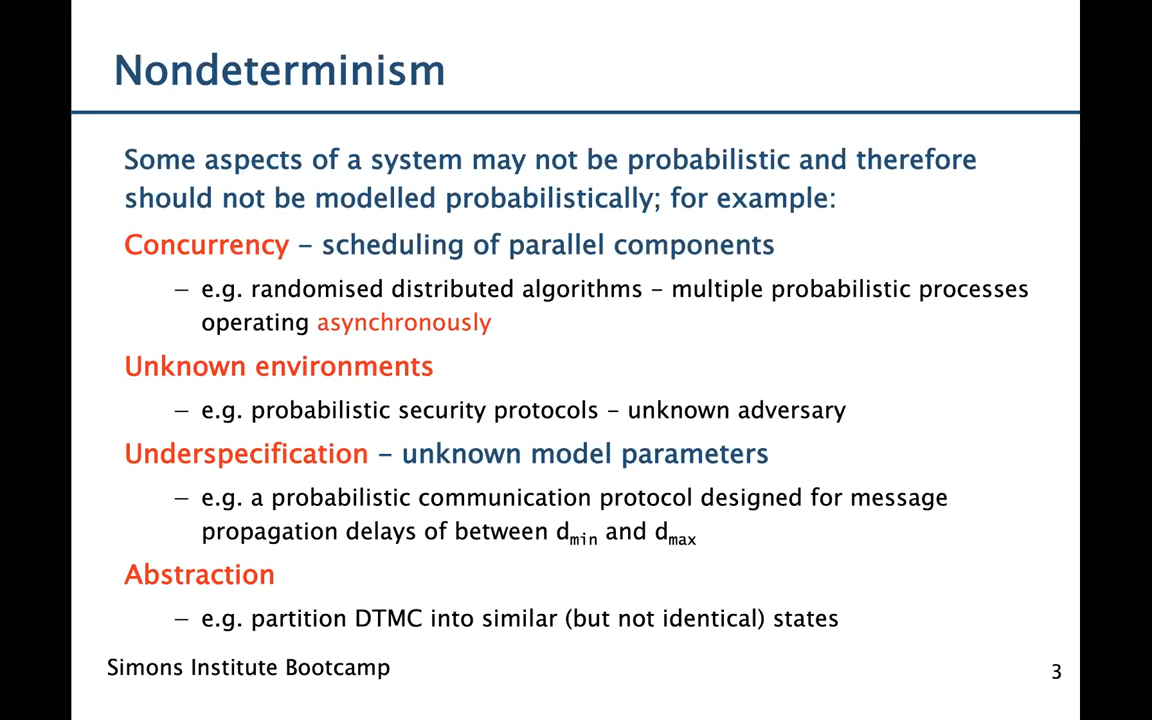 Nondeterminism
Some aspects of a system may not be probabilistic and therefore
should not be modelled probabilistically; for example:
Concurrency – scheduling of parallel components
– e.g. randomised distributed algorithms – multiple probabilistic processes
operating asynchronously
Unknown environments
– e.g. probabilistic security protocols – unknown adversary
Underspecification – unknown model parameters
– e.g. a probabilistic communication protocol designed for message
propagation delays of between dmin and dmax
Abstraction
– e.g. partition DTMC into similar (but not identical) states
Simons Institute Bootcamp
3